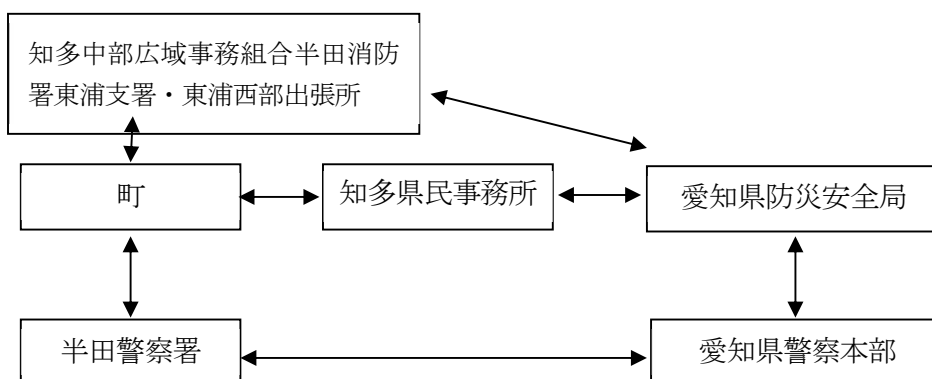 知多中部広域事務組合半田消防
署東浦支署・東浦西部出張所
町
知多県民事務所
愛知県防災安全局
半田警察署
愛知県警察本部